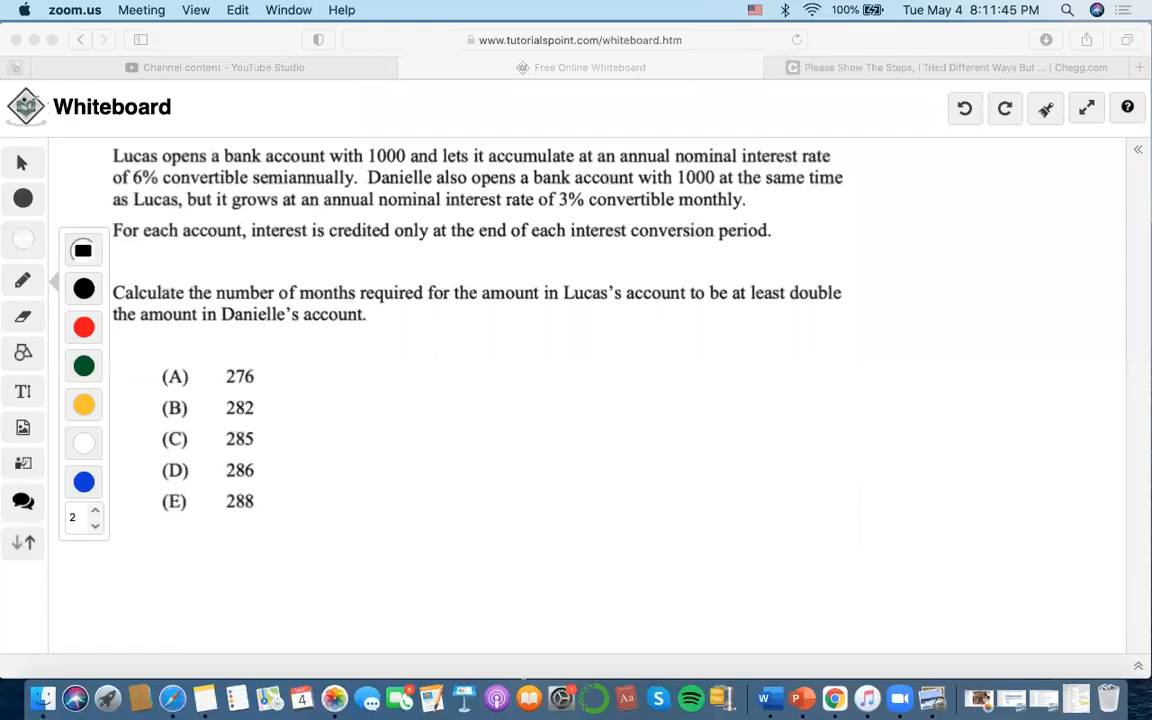 zoom.us Meeting View Edit Window Help 100% Tue May 4 8:11:45 PM
www.tutorialspoint.com/whiteboard.htm
Channel content - YouTube Studio Free Online Whiteboard Please Show The Steps, I Tried Different Ways But ... | Chegg.com
Whiteboard
Lucas opens a bank account with 1000 and lets it accumulate at an annual nominal interest rate
of 6% convertible semiannually. Danielle also opens a bank account with 1000 at the same time
as Lucas, but it grows at an annual nominal interest rate of 3% convertible monthly.
For each account, interest is credited only at the end of each interest conversion period.
Calculate the number of months required for the amount in Lucas's account to be at least double
the amount in Danielle's account.
(A) 276
(B) 282
(C) 285
(D) 286
(E) 288
2